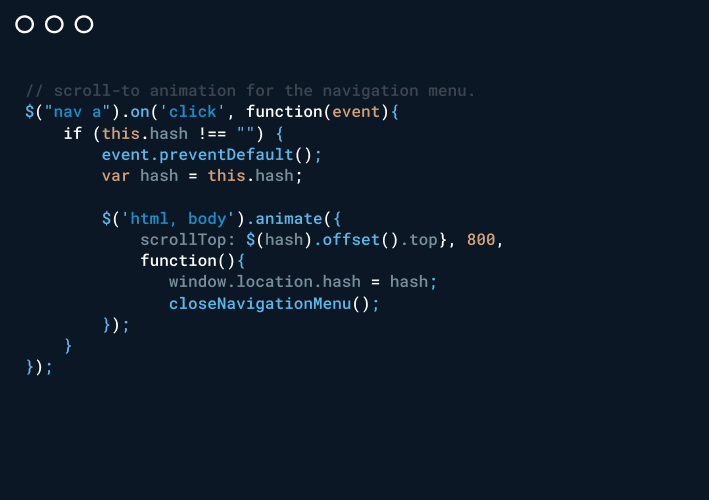 // scroll-to animation for the navigation menu.
$("nav a").on('click', function(event){
    if (this.hash !== "") {
        event.preventDefault();
        var hash = this.hash;

        $('html, body').animate({
            scrollTop: $(hash).offset().top}, 800,
            function(){
               window.location.hash = hash;
               closeNavigationMenu();
        });
    }
});